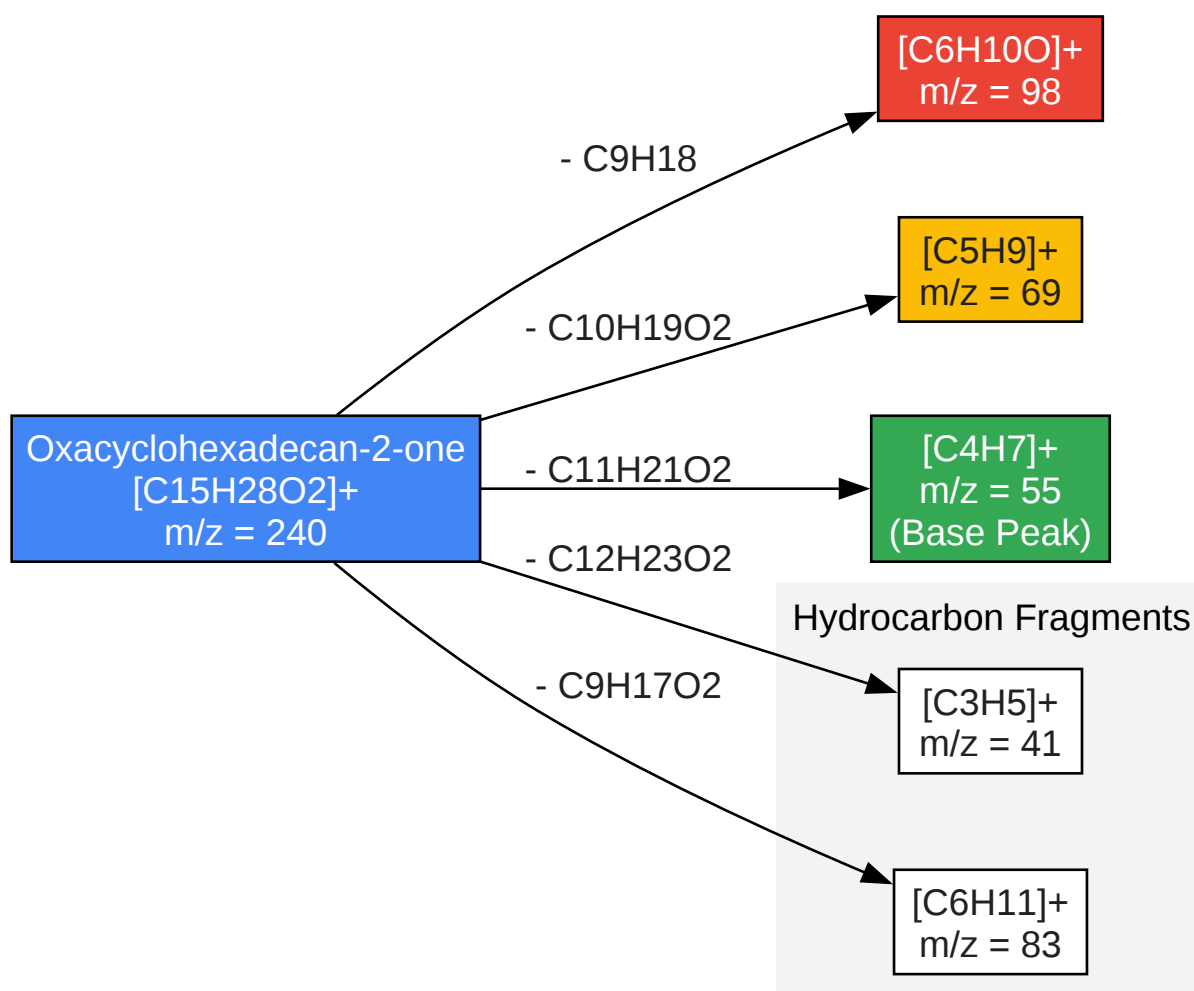 [C6H10O]+
m/z = 98
- C9H18
[C5H9]+
m/z = 69
- C10H19O2
Oxacyclohexadecan-2-one
[C15H28O2]+
m/z = 240
- C11H21O2
[C4H7]+
m/z = 55
(Base Peak)
- C12H23O2
Hydrocarbon Fragments
[C3H5]+
m/z = 41
- C9H17O2
[C6H11]+
m/z = 83